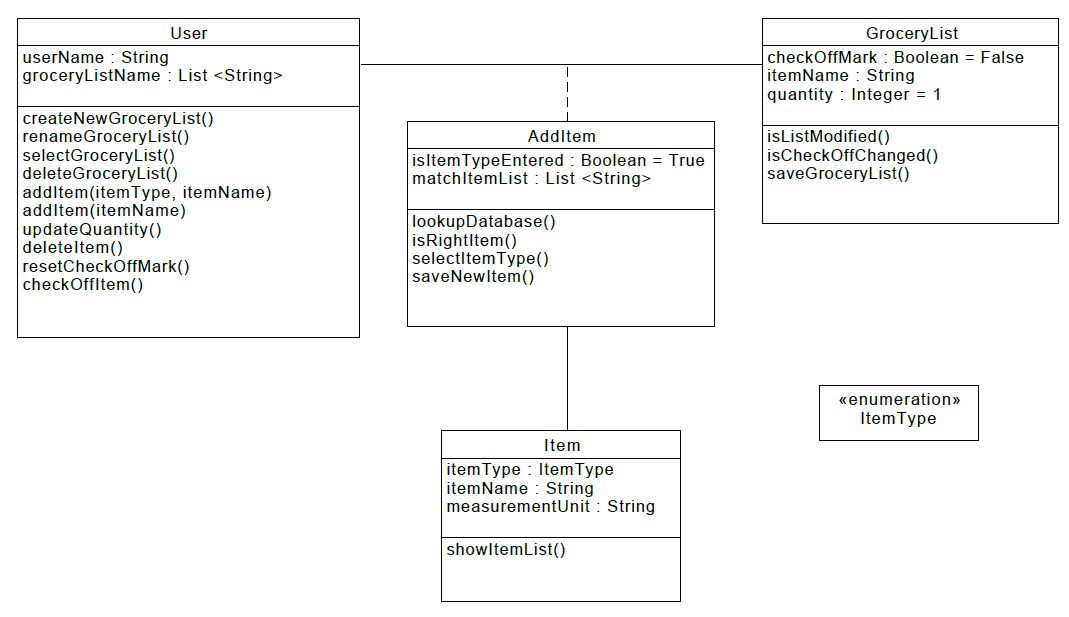 User
userName : String
groceryListName : List <String>
createNewGroceryList()
renameGroceryList()
selectGroceryList()
deleteGroceryList()
addItem(itemType, itemName)
addItem(itemName)
updateQuantity()
deleteItem()
resetCheckOffMark()
checkOffItem()
GroceryList
checkOffMark : Boolean = False
itemName : String
quantity : Integer = 1
isListModified()
isCheckOffChanged()
saveGroceryList()
AddItem
isItemTypeEntered : Boolean = True
matchItemList : List <String>
lookupDatabase()
isRightItem()
selectItemType()
saveNewItem()
«enumeration»
ItemType
Item
itemType : ItemType
itemName : String
measurementUnit : String
showItemList()